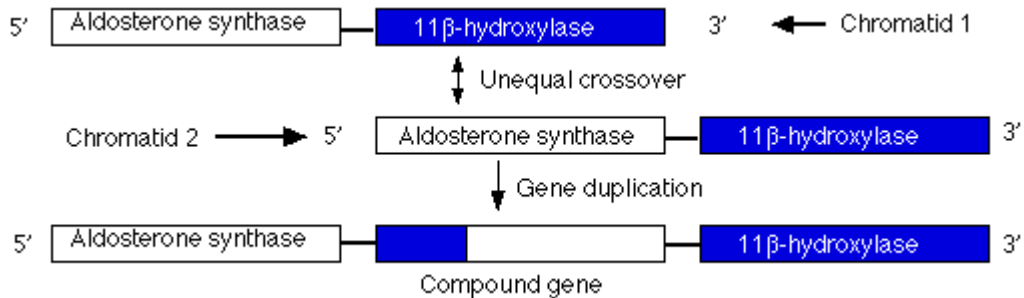 5′ Aldosterone synthase 11β-hydroxylase 3′ Chromatid 1
Unequal crossover
Chromatid 2 5′ Aldosterone synthase 11β-hydroxylase 3′
Gene duplication
5′ Aldosterone synthase 11β-hydroxylase 3′
Compound gene